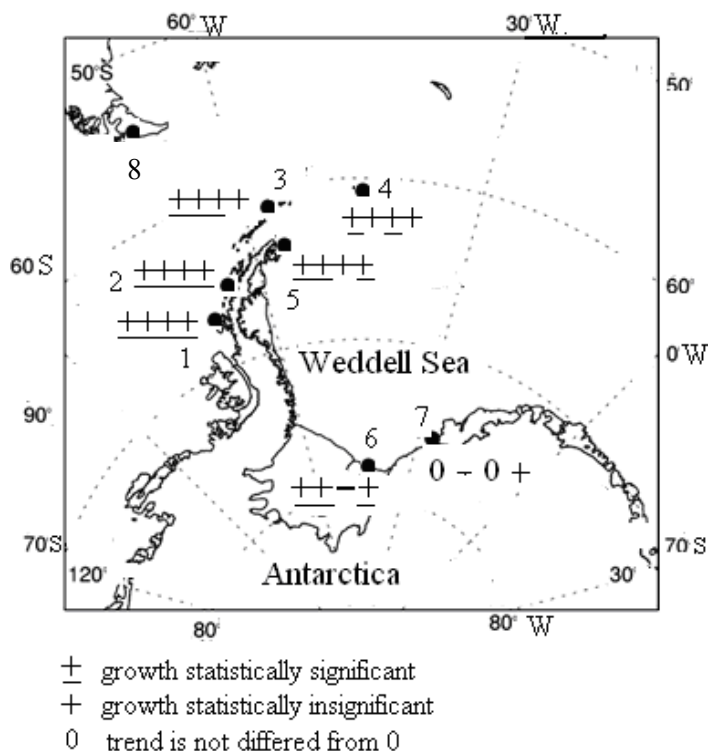 60°W 30°W
50°S 50°
8
3
4
++++
++++
60S 2 ++++ ++++ 60°
5
++++
1 0°W
Weddell Sea
90°
7
6 0 - 0 +
++-+
70S 70°S
Antarctica
120° 30°
80° 80°W
+ growth statistically significant
+ growth statistically insignificant
0 trend is not differed from 0